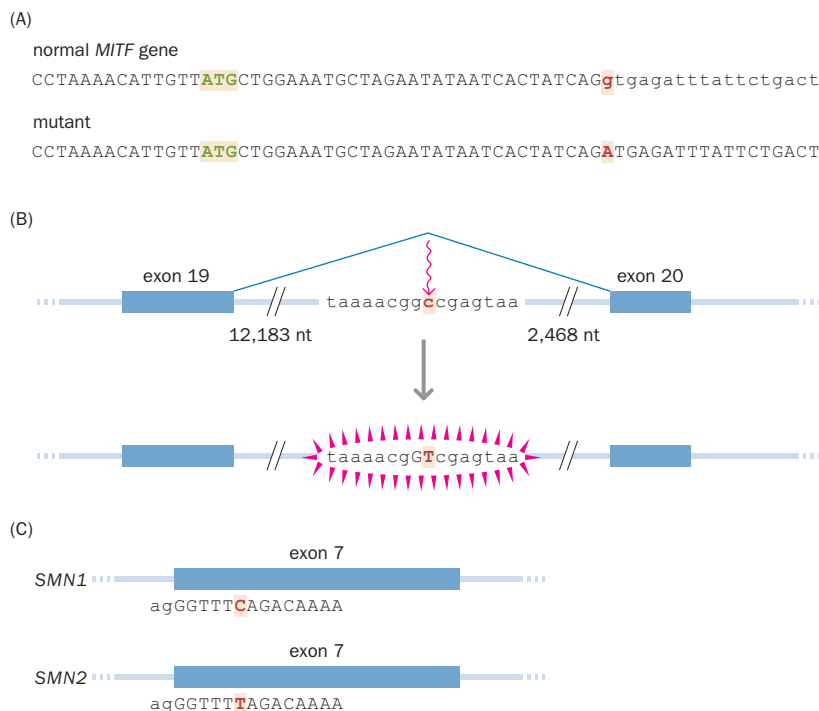 (A)
normal MITF gene
CCTAAAACATTGTTATGCTGGAAATGCTAGAATATAATCACTATCAGgtgagatttattctgact
mutant
CCTAAAACATTGTTATGCTGGAAATGCTAGAATATAATCACTATCAGATGAGATTTATTCTGACT
(B)
exon 19
exon 20
taaaacggccgagtaa
12,183 nt
2,468 nt
taaaacgGTcgagtaa
(C)
exon 7
SMN1
agGGTTTCAGACAAAA
exon 7
SMN2
agGGTTTTAGACAAAA